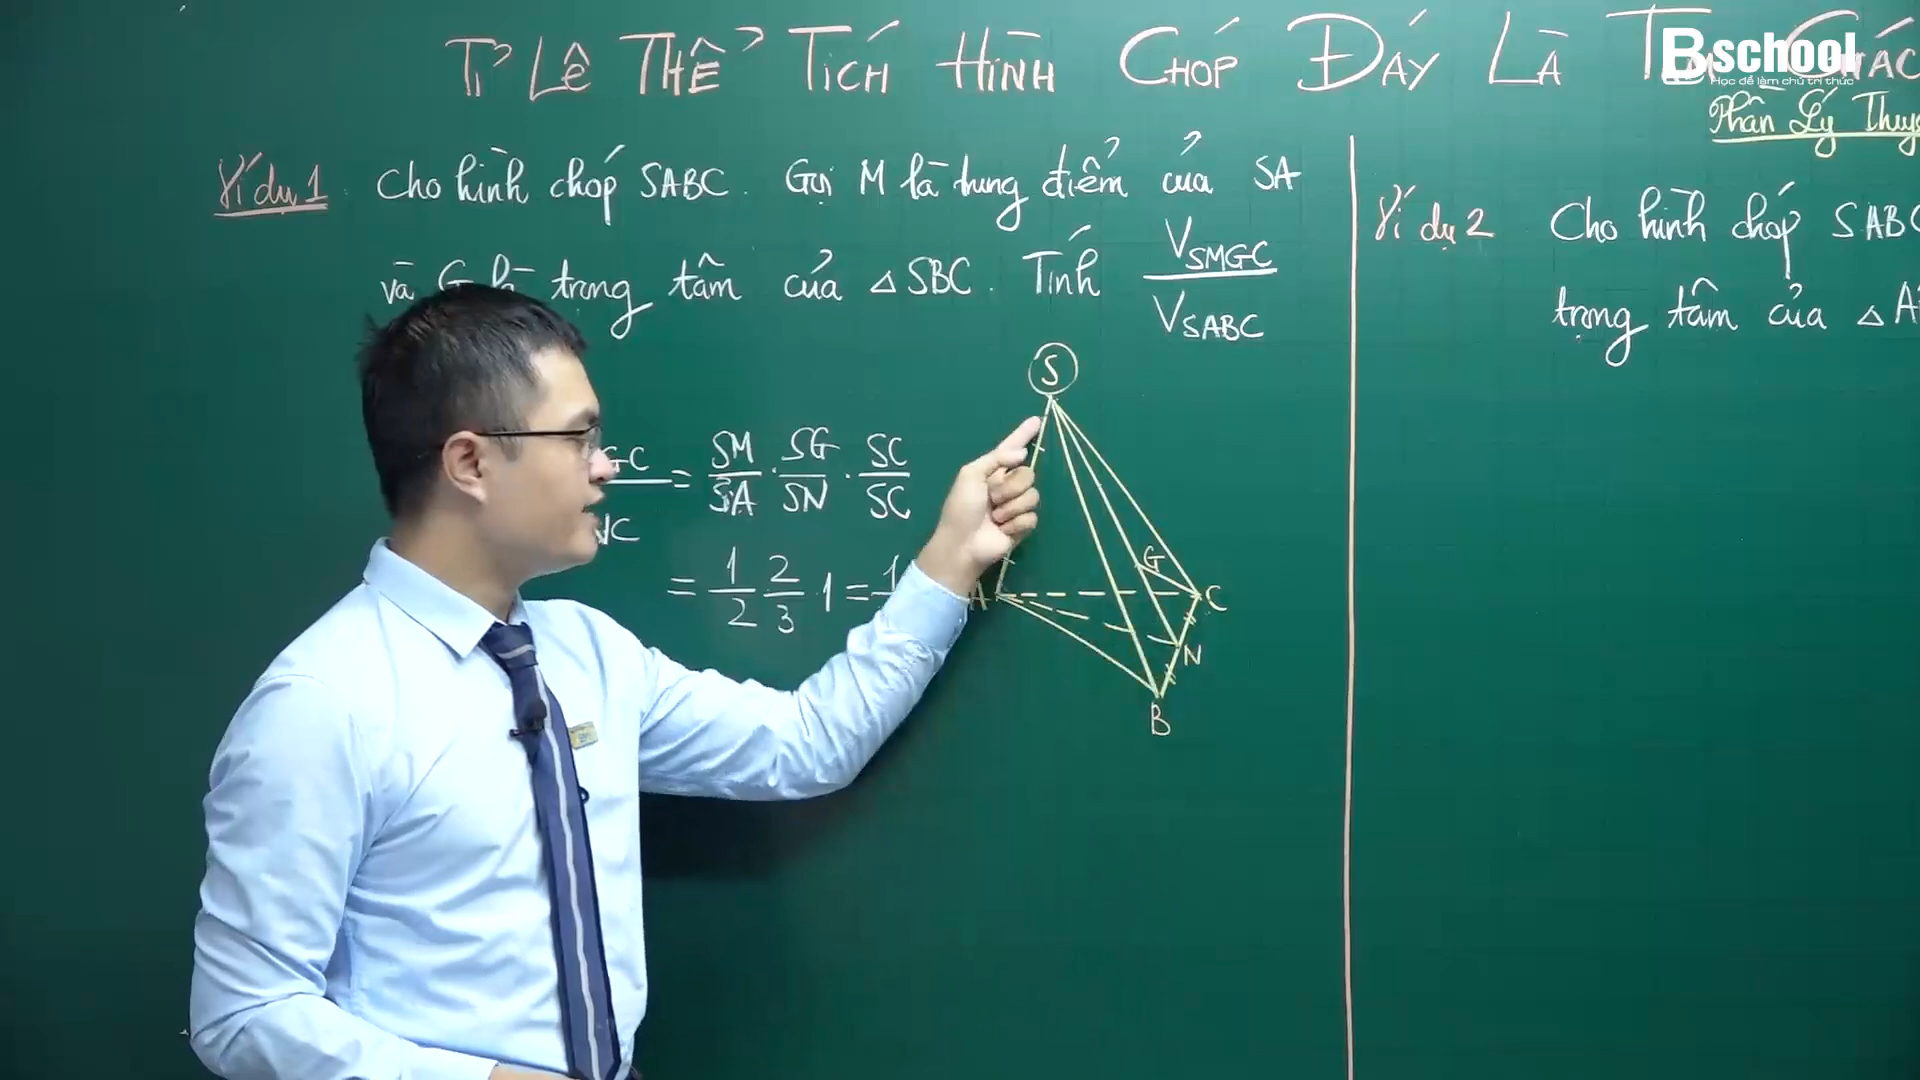 TỈ LỆ THỂ TÍCH HÌNH CHÓP ĐÁY LÀ
Bschool
Học để làm chủ tri thức
Phần Lý
Ví dụ 1 Cho hình chóp SABC. Gọi M là trung điểm của SA
và G là trọng tâm của △SBC. Tính V_SMGC / V_SABC
Ví dụ 2 Cho hình chóp SABC
trọng tâm của △A
S
= SM/SA · SG/SN · SC/SC
= 1/2 · 2/3 · 1 =
G
A
C
N
B